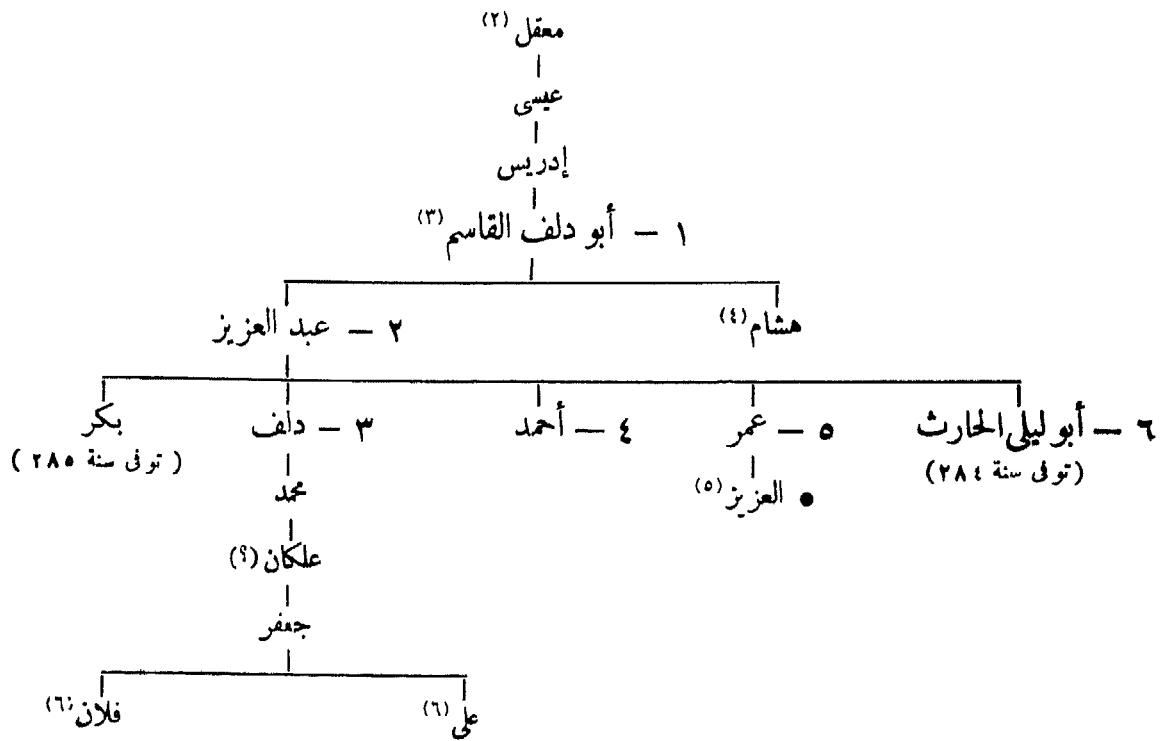 معقل (٢)
عيسى
إدريس
١ — أبو دلف القاسم (٣)
هشام (٤) ٢ — عبد العزيز
٦ — أبو ليلى الحارث ٥ — عمر ٤ — أحمد ٣ — دلف بكر
(توفى سنة ٢٨٤) (توفى سنة ٢٨٥)
● العزيز (٥) محمد
علكان (؟)
جعفر
على (٦) فلان (٦)